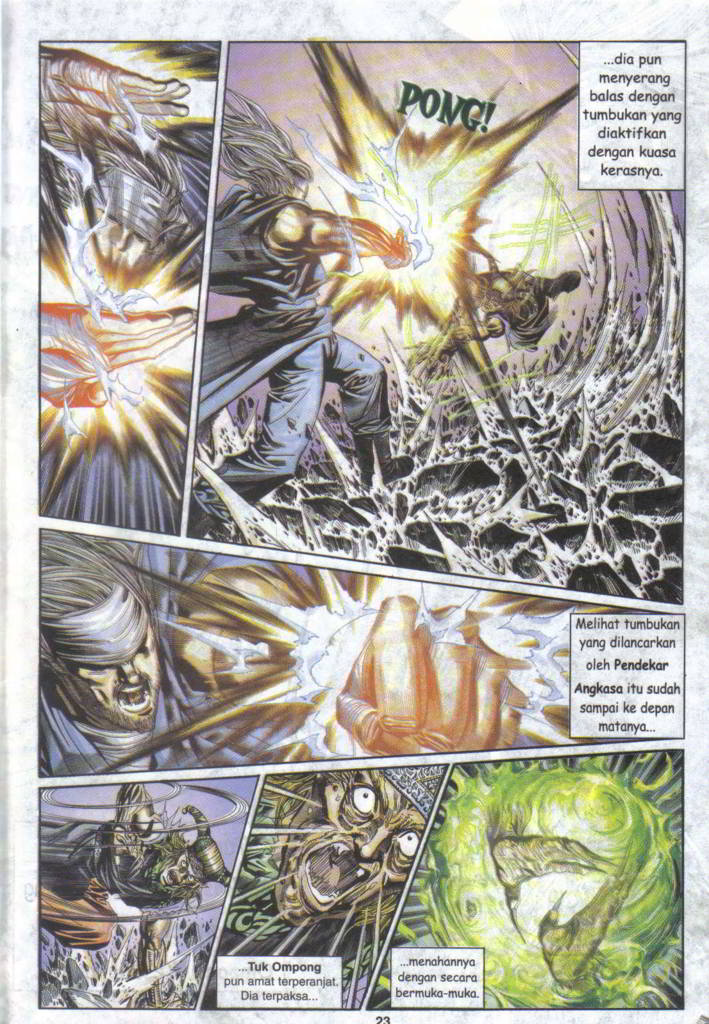 PONG!
...dia pun
menyerang
balas dengan
tumbukan yang
diaktifkan
dengan kuasa
kerasnya.
Melihat tumbukan
yang dilancarkan
oleh Pendekar
Angkasa itu sudah
sampai ke depan
matanya...
...Tuk Ompong
pun amat terperanjat.
Dia terpaksa...
...menahannya
dengan secara
bermuka-muka.
23